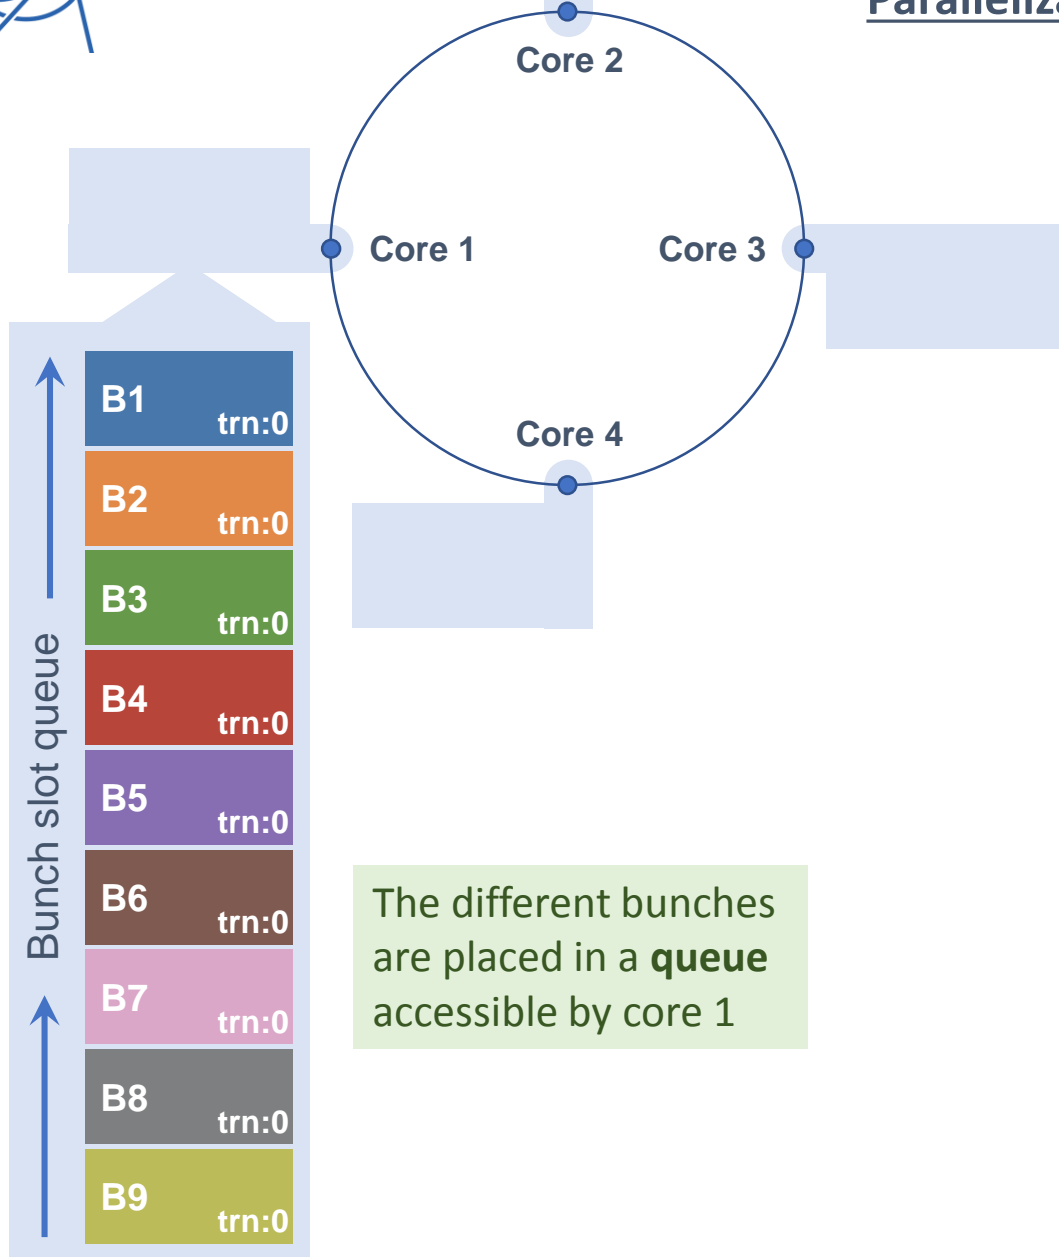 Core 2
Core 1
Core 3
Core 4
Bunch slot queue
B1
trn:0
B2
trn:0
B3
trn:0
B4
trn:0
B5
trn:0
B6
trn:0
B7
trn:0
B8
trn:0
B9
trn:0
The different bunches
are placed in a queue
accessible by core 1